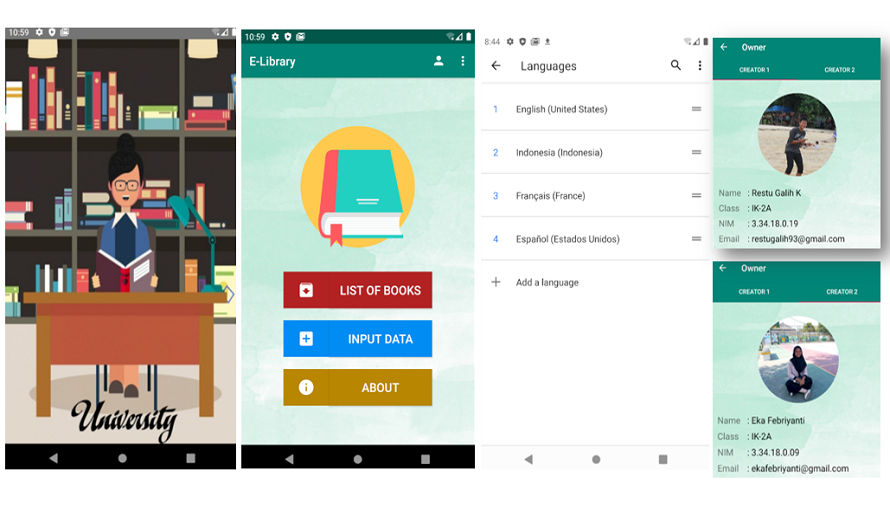 10:59
University
10:59
E-Library
LIST OF BOOKS
INPUT DATA
ABOUT
8:44
Languages
1 English (United States)
2 Indonesia (Indonesia)
3 Français (France)
4 Español (Estados Unidos)
Add a language
Owner
CREATOR 1 CREATOR 2
Name : Restu Galih K
Class : IK-2A
NIM : 3.34.18.0.19
Email : restugalih93@gmail.com
Owner
CREATOR 1 CREATOR 2
Name : Eka Febriyanti
Class : IK-2A
NIM : 3.34.18.0.09
Email : ekafebriyanti@gmail.com